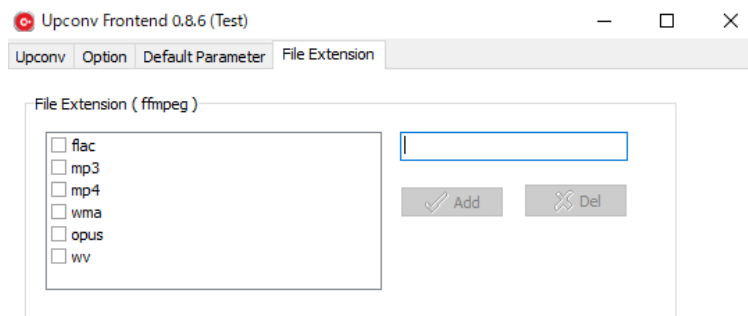 Upconv Frontend 0.8.6 (Test)
Upconv Option Default Parameter File Extension
File Extension ( ffmpeg )
flac
mp3
mp4
wma
opus
wv
Add Del